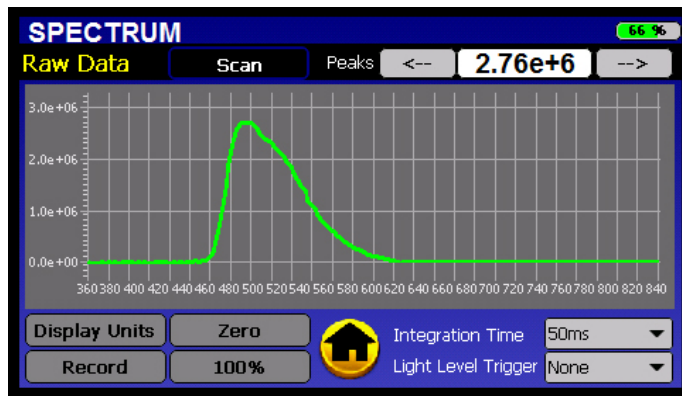 SPECTRUM 66 %
Raw Data Scan Peaks <-- 2.76e+6 -->
3.0e+06
2.0e+06
1.0e+06
0.0e+00
360 380 400 420 440 460 480 500 520 540 560 580 600 620 640 660 680 700 720 740 760 780 800 820 840
Display Units Zero Integration Time 50ms
Record 100% Light Level Trigger None